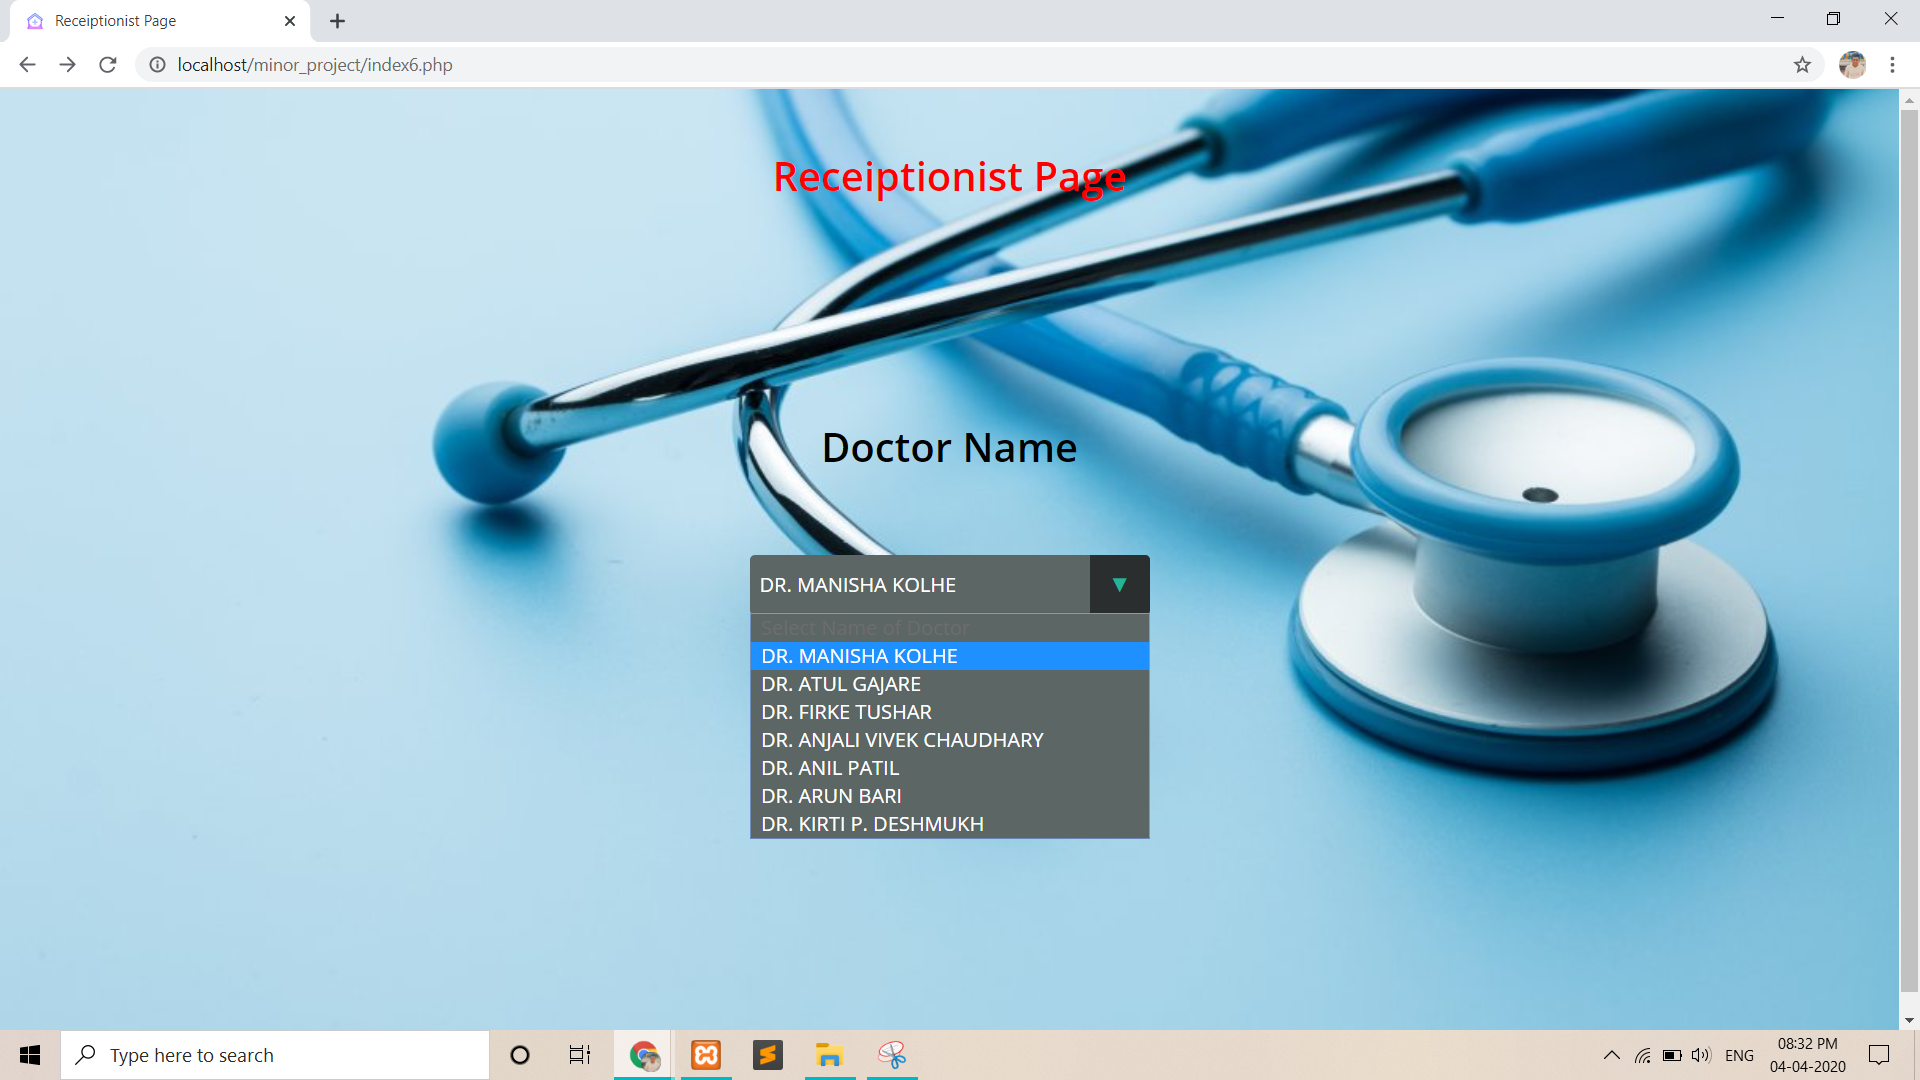 Receiptionist Page
localhost/minor_project/index6.php
Receiptionist Page
Doctor Name
DR. MANISHA KOLHE
Select Name of Doctor
DR. MANISHA KOLHE
DR. ATUL GAJARE
DR. FIRKE TUSHAR
DR. ANJALI VIVEK CHAUDHARY
DR. ANIL PATIL
DR. ARUN BARI
DR. KIRTI P. DESHMUKH
Type here to search
ENG
08:32 PM
04-04-2020